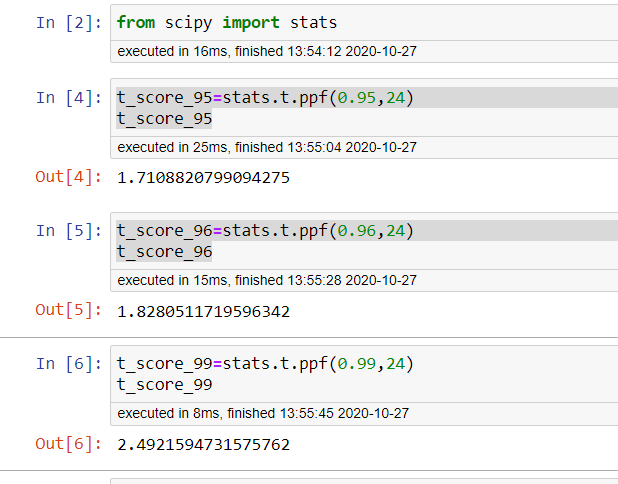 In [2]: from scipy import stats
executed in 16ms, finished 13:54:12 2020-10-27
In [4]: t_score_95=stats.t.ppf(0.95,24)
t_score_95
executed in 25ms, finished 13:55:04 2020-10-27
Out[4]: 1.7108820799094275
In [5]: t_score_96=stats.t.ppf(0.96,24)
t_score_96
executed in 15ms, finished 13:55:28 2020-10-27
Out[5]: 1.8280511719596342
In [6]: t_score_99=stats.t.ppf(0.99,24)
t_score_99
executed in 8ms, finished 13:55:45 2020-10-27
Out[6]: 2.4921594731575762